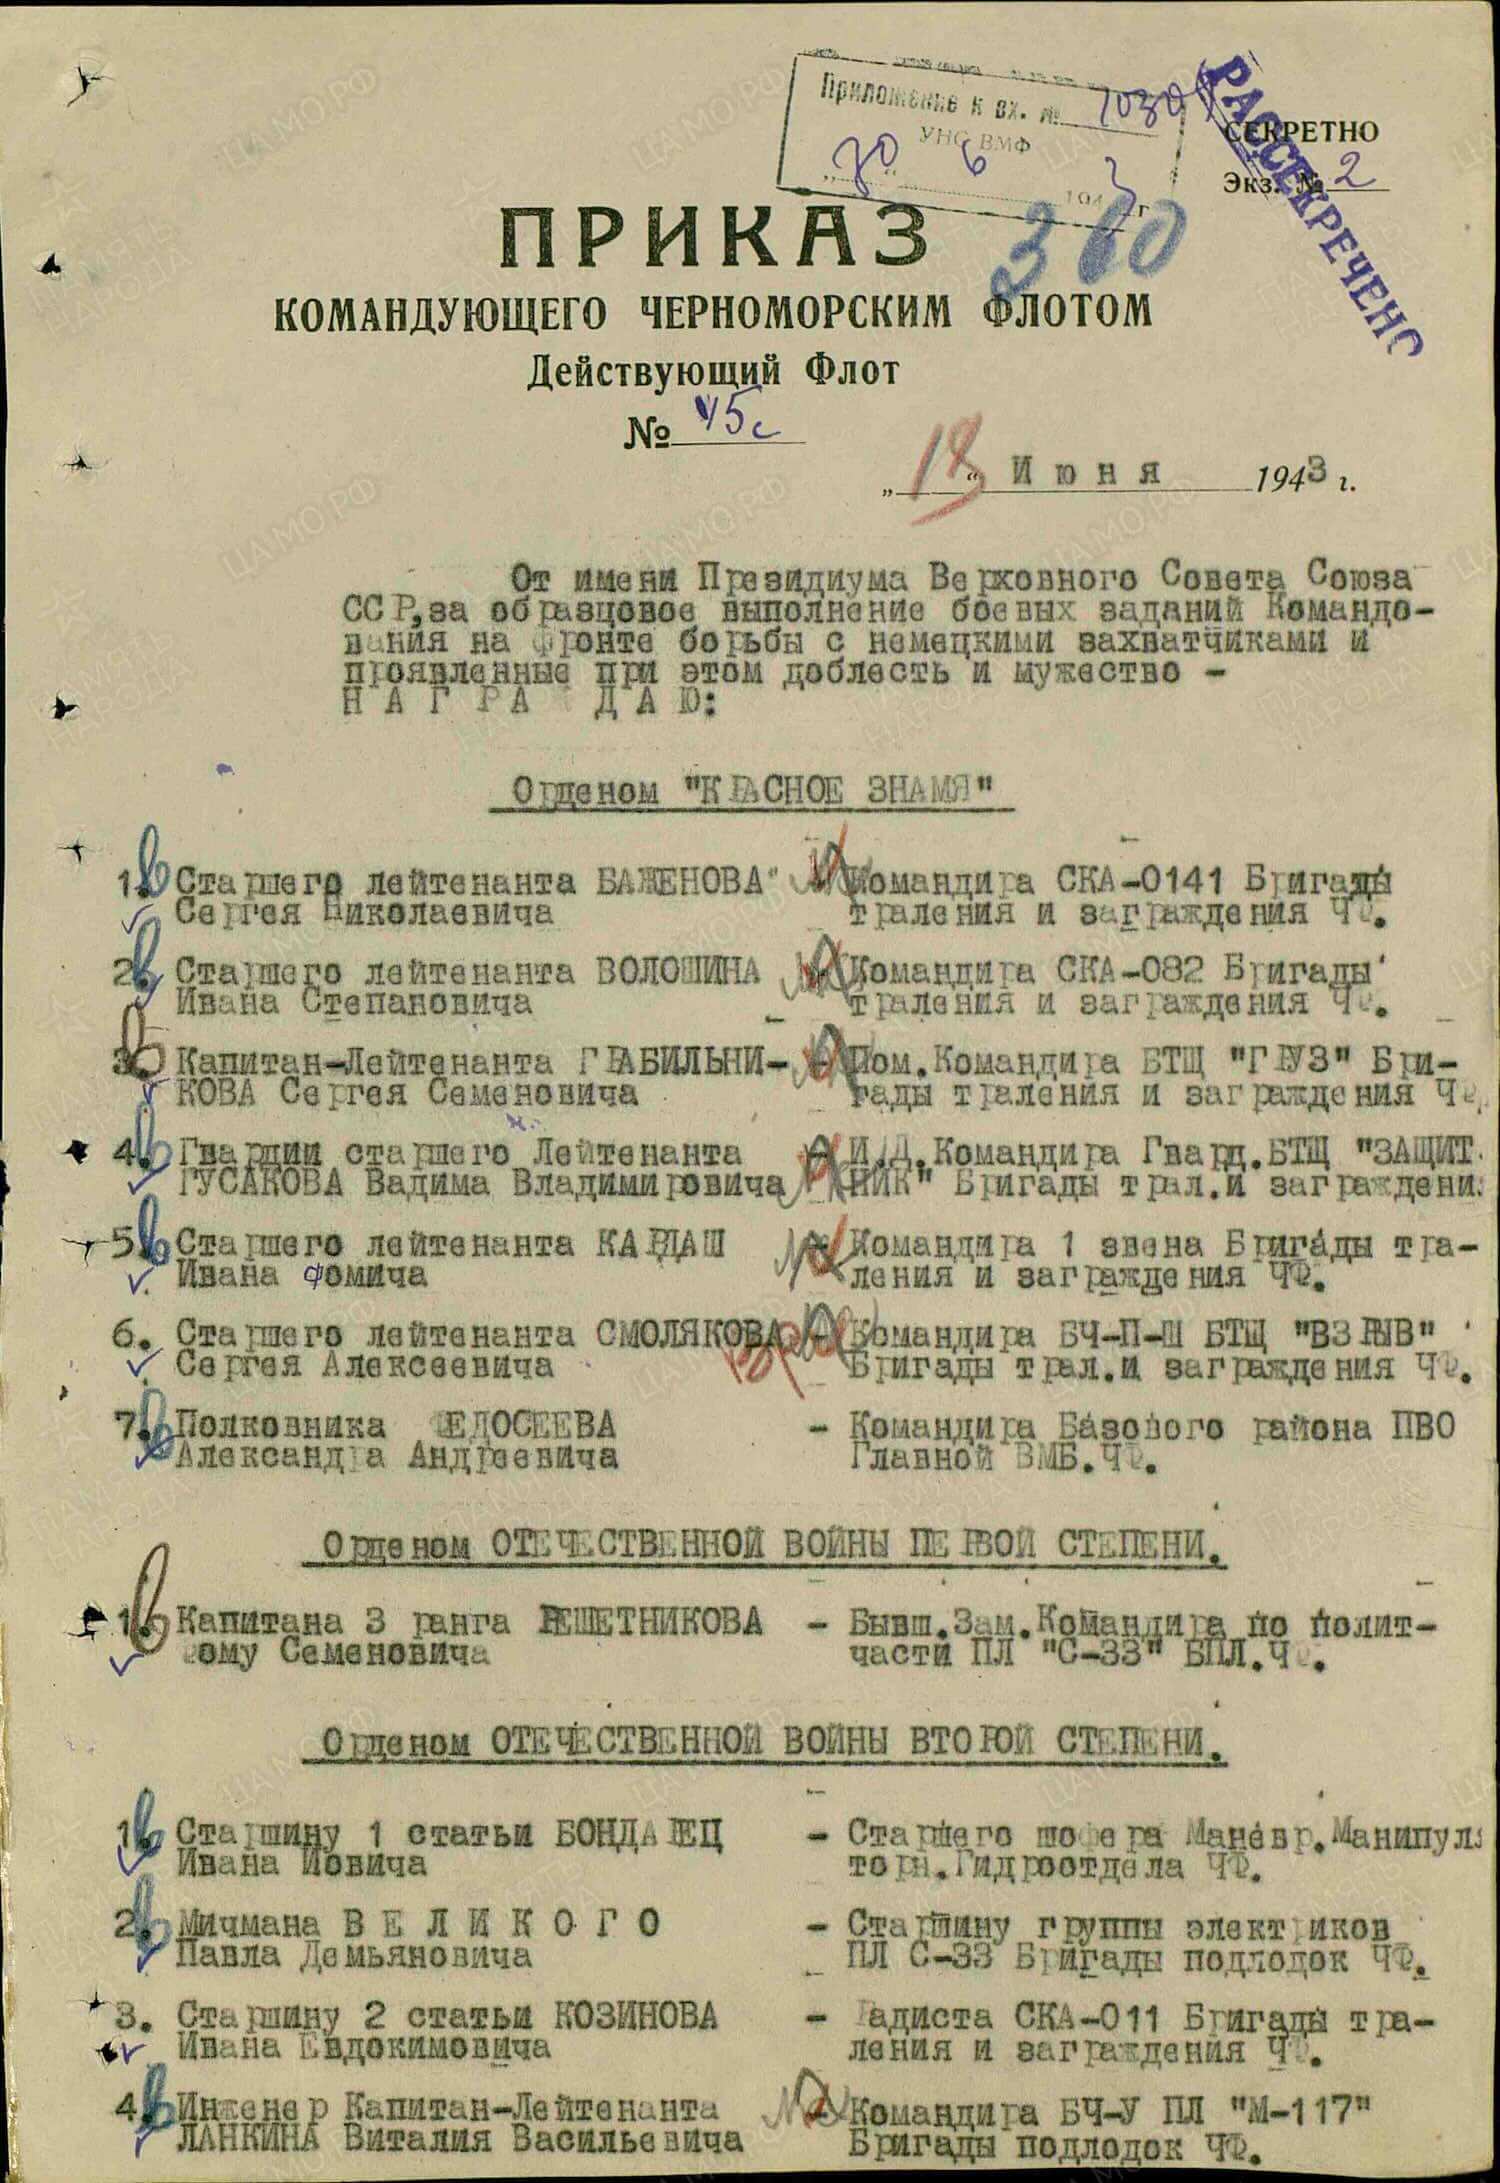 Приложение к вх. № 10304
УНС ВМФ
„30“ 6 1943 г
РАССЕКРЕЧЕНО
СЕКРЕТНО
Экз. № 2
360
ПРИКАЗ
КОМАНДУЮЩЕГО ЧЕРНОМОРСКИМ ФЛОТОМ
Действующий Флот
№ 45с
„18“ Июня 1943 г.
От имени Президиума Верховного Совета Союза
ССР,за образцовое выполнение боевых заданий Командо-
вания на фронте борьбы с немецкими захватчиками и
проявленные при этом доблесть и мужество -
Н А Г Р А Ж Д А Ю:
Орденом "КРАСНОЕ ЗНАМЯ"
1. Старшего лейтенанта БАЖЕНОВА - Командира СКА-0141 Бригады
Сергея Николаевича траления и заграждения ЧФ.
2. Старшего лейтенанта ВОЛОШИНА - Командира СКА-082 Бригады
Ивана Степановича траления и заграждения ЧФ.
3. Капитан-Лейтенанта ГРАБИЛЬНИ- - Пом.Командира БТЩ "ГРУЗ" Бри-
КОВА Сергея Семеновича гады траления и заграждения ЧФ.
4. Гвардии старшего Лейтенанта - И.Д.Командира Гвард.БТЩ "ЗАЩИТ-
ГУСАКОВА Вадима Владимировича НИК" Бригады трал.и заграждени
5. Старшего лейтенанта КАРДАШ - Командира 1 звена Бригады тра-
Ивана Фомича ления и заграждения ЧФ.
6. Старшего лейтенанта СМОЛЯКОВА - Командира БЧ-П-Ш БТЩ "ВЗРЫВ"
Сергея Алексеевича Бригады трал.и заграждения ЧФ.
7. Полковника ФЕДОСЕЕВА - Командира Базового района ПВО
Александра Андреевича Главной ВМБ.ЧФ.
Орденом ОТЕЧЕСТВЕННОЙ ВОЙНЫ ПЕРВОЙ СТЕПЕНИ.
1. Капитана 3 ранга РЕШЕТНИКОВА - Бывш.Зам.Командира по полит-
Фому Семеновича части ПЛ "С-33" БПЛ.ЧФ.
Орденом ОТЕЧЕСТВЕННОЙ ВОЙНЫ ВТОРОЙ СТЕПЕНИ.
1. Старшину 1 статьи БОНДАРЕЦ - Старшего шофера Маневр.Манипуля
Ивана Иовича торн.Гидроотдела ЧФ.
2. Мичмана В Е Л И К О Г О - Старшину группы электриков
Павла Демьяновича ПЛ С-33 Бригады подлодок ЧФ.
3. Старшину 2 статьи КОЗИНОВА - Радиста СКА-011 Бригады тра-
Ивана Евдокимовича ления и заграждения ЧФ.
4. Инженер Капитан-Лейтенанта - Командира БЧ-У ПЛ "М-117"
ЛАНКИНА Виталия Васильевича Бригады подлодок ЧФ.